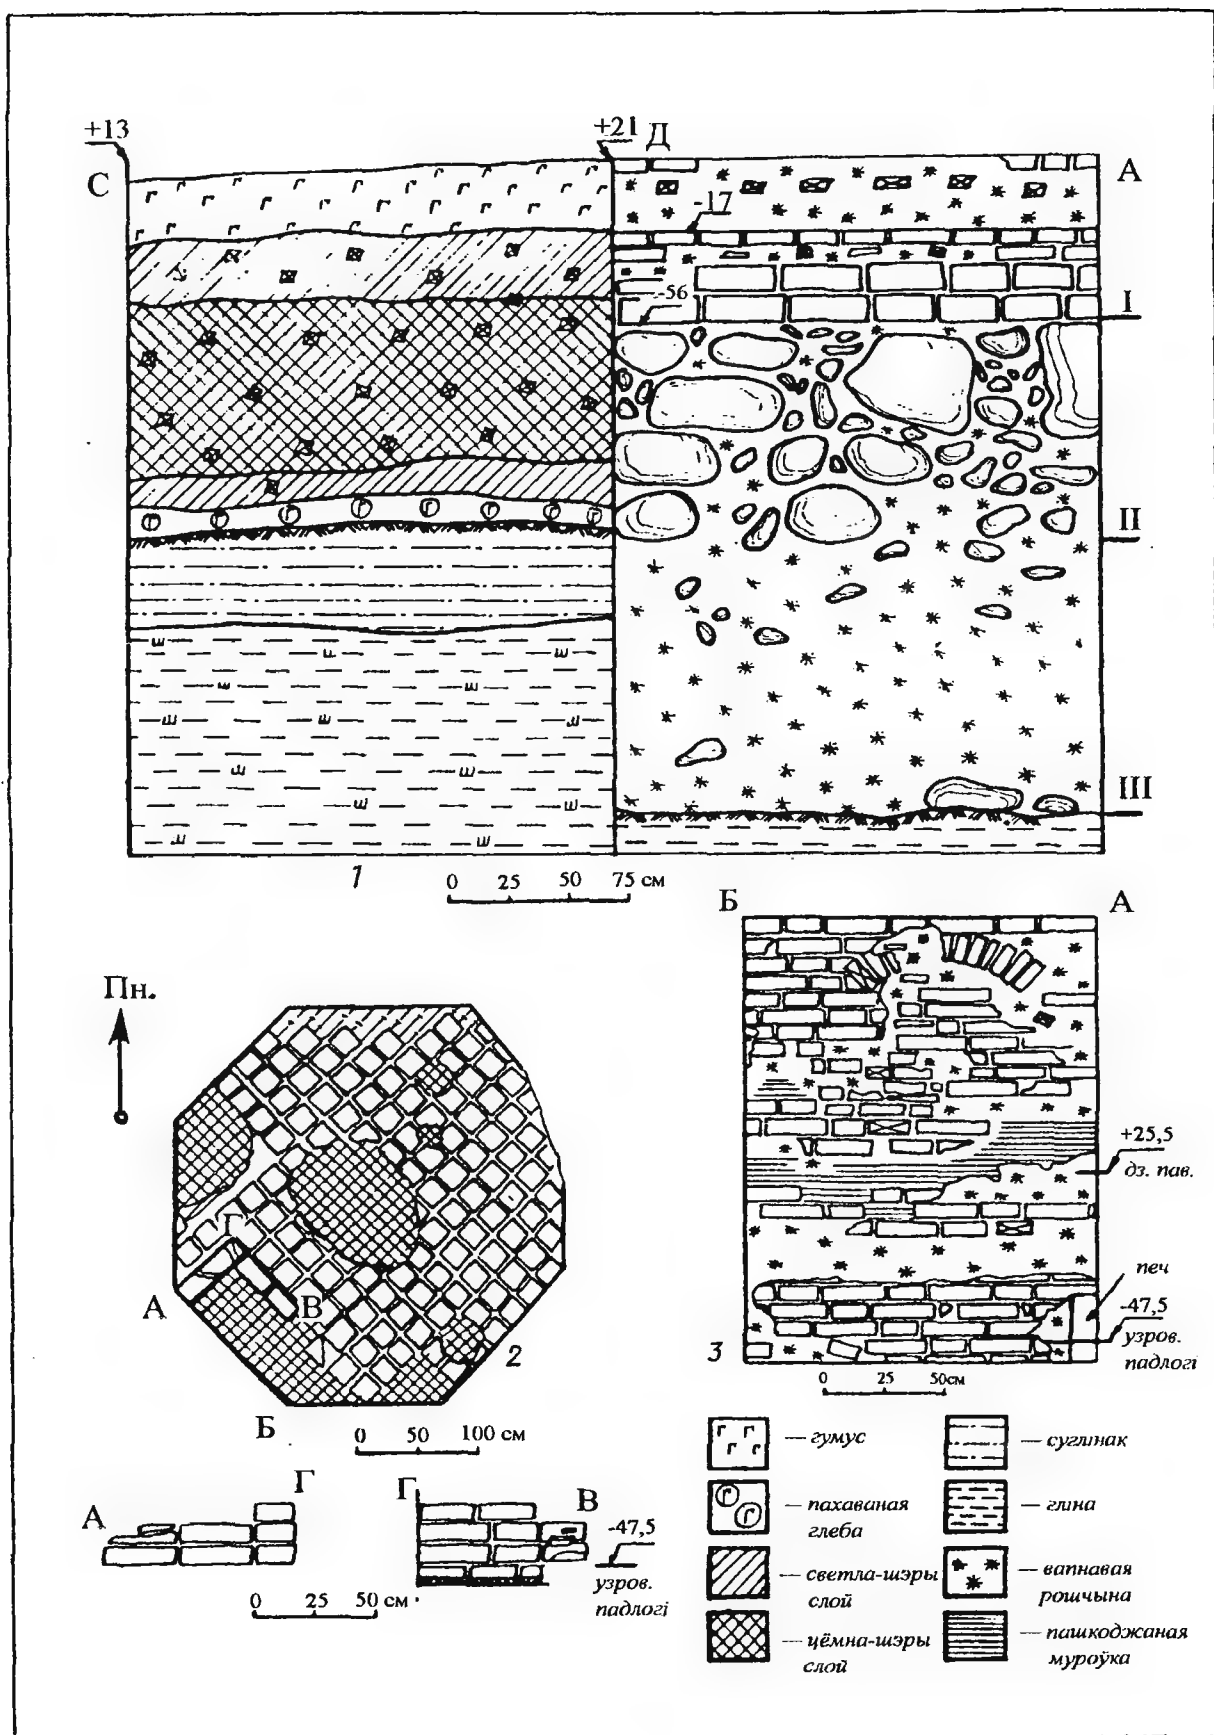 +13
+21 Д
С
А
-17
-56
I
II
III
1
0 25 50 75 см
Б А
Пн.
+25,5
дз. пав.
печ
-47,5
узров.
падлогі
3
0 25 50см
Г
А В
2
Б
0 50 100 см
А Г
Г В
-47,5
узров.
падлогі
0 25 50 см
— гумус
— пахаваная
глеба
— светла-шэры
слой
— цёмна-шэры
слой
— суглінак
— гліна
— вапнавая
рошчына
— пашкоджаная
муроўка